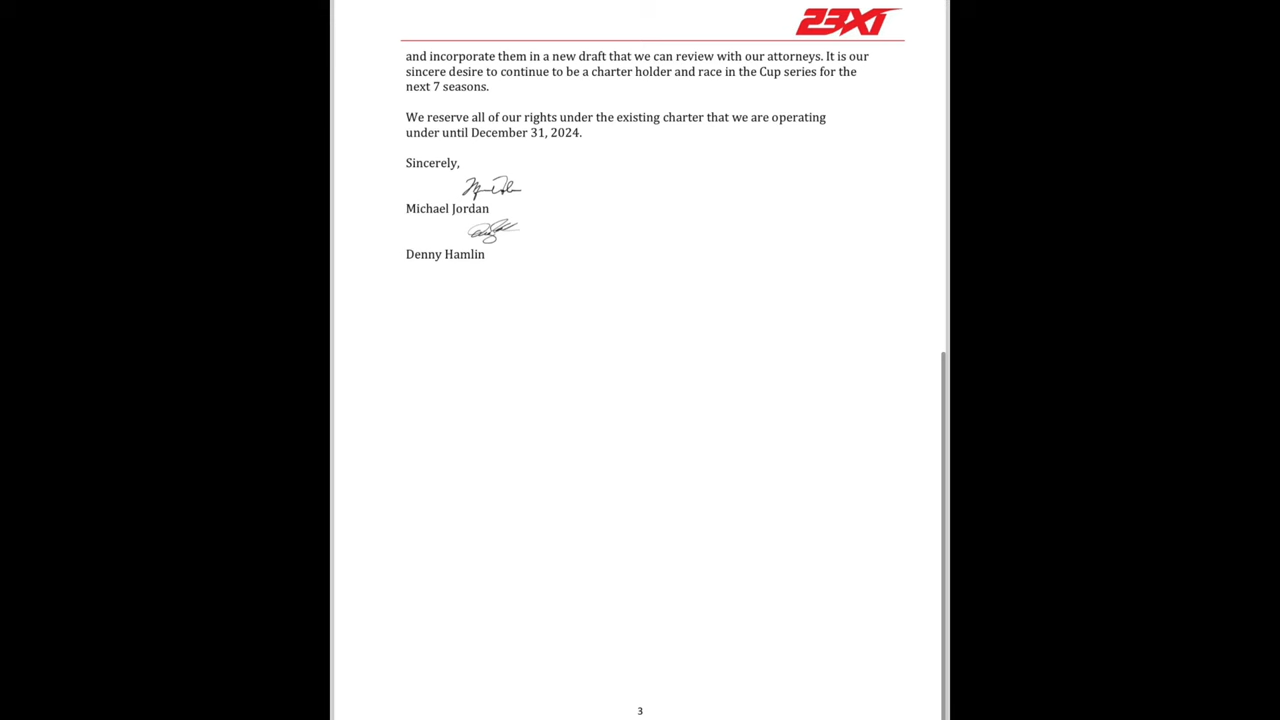 23XI
and incorporate them in a new draft that we can review with our attorneys. It is our
sincere desire to continue to be a charter holder and race in the Cup series for the
next 7 seasons.
We reserve all of our rights under the existing charter that we are operating
under until December 31, 2024.
Sincerely,
Michael Jordan
Denny Hamlin
3